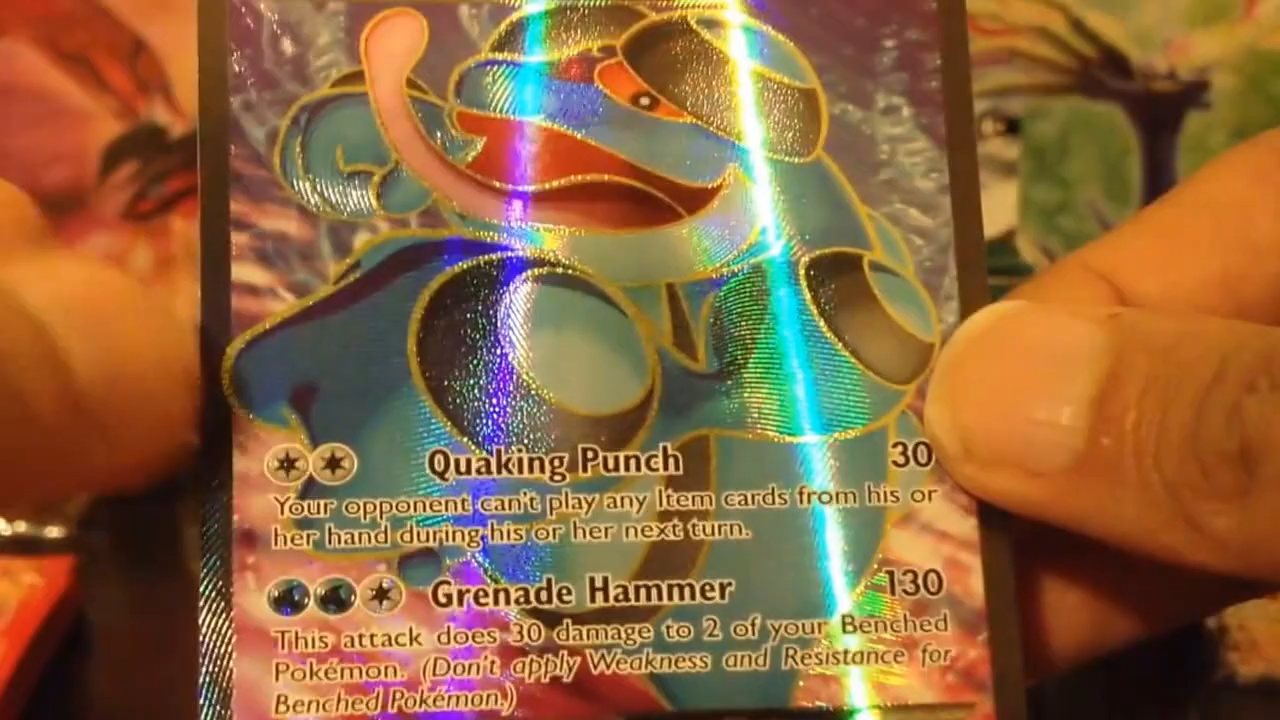 Quaking Punch 30
Your opponent can't play any Item cards from his or
her hand during his or her next turn.
Grenade Hammer 130
This attack does 30 damage to 2 of your Benched
Pokémon. (Don't apply Weakness and Resistance for
Benched Pokémon.)